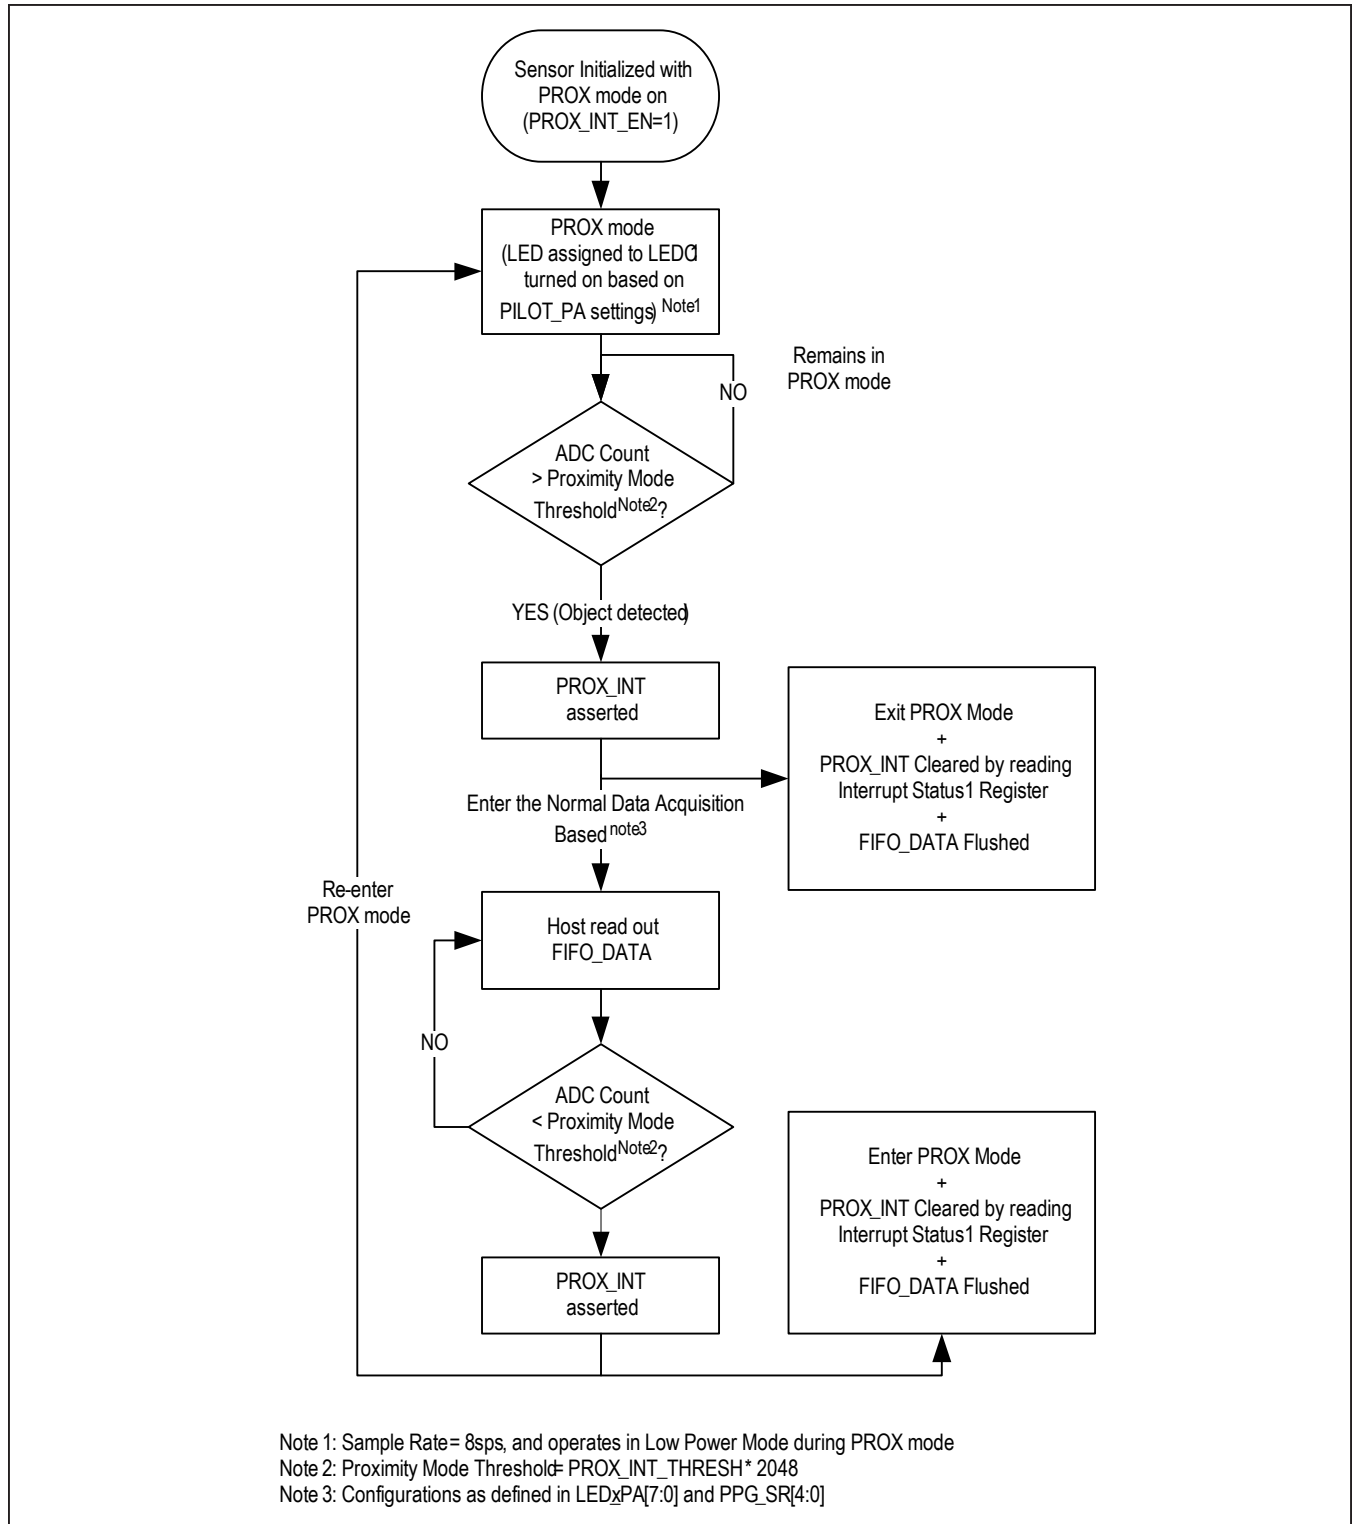 Sensor Initialized with
PROX mode on
(PROX_INT_EN=1)
PROX mode
(LED assigned to LEDC1
turned on based on
PILOT_PA settings) Note1
Remains in
PROX mode
NO
ADC Count
> Proximity Mode
Threshold Note2?
YES (Object detected)
PROX_INT
asserted
Exit PROX Mode
+
PROX_INT Cleared by reading
Interrupt Status1 Register
+
FIFO_DATA Flushed
Enter the Normal Data Acquisition
Based note3
Re-enter
PROX mode
Host read out
FIFO_DATA
NO
ADC Count
< Proximity Mode
Threshold Note2?
Enter PROX Mode
+
PROX_INT Cleared by reading
Interrupt Status1 Register
+
FIFO_DATA Flushed
PROX_INT
asserted
Note 1: Sample Rate = 8sps, and operates in Low Power Mode during PROX mode
Note 2: Proximity Mode Threshold = PROX_INT_THRESH * 2048
Note 3: Configurations as defined in LEDxPA[7:0] and PPG_SR[4:0]